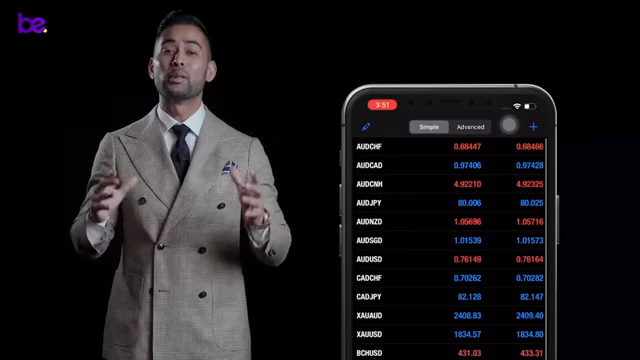 be.
3:51
Simple Advanced
AUDCHF 0.68447 0.68466
AUDCAD 0.97406 0.97428
AUDCNH 4.92210 4.92325
AUDJPY 80.006 80.025
AUDNZD 1.05696 1.05716
AUDSGD 1.01539 1.01573
AUDUSD 0.76149 0.76164
CADCHF 0.70262 0.70282
CADJPY 82.128 82.147
XAUAUD 2408.83 2409.40
XAUUSD 1834.57 1834.80
BCHUSD 431.03 433.31